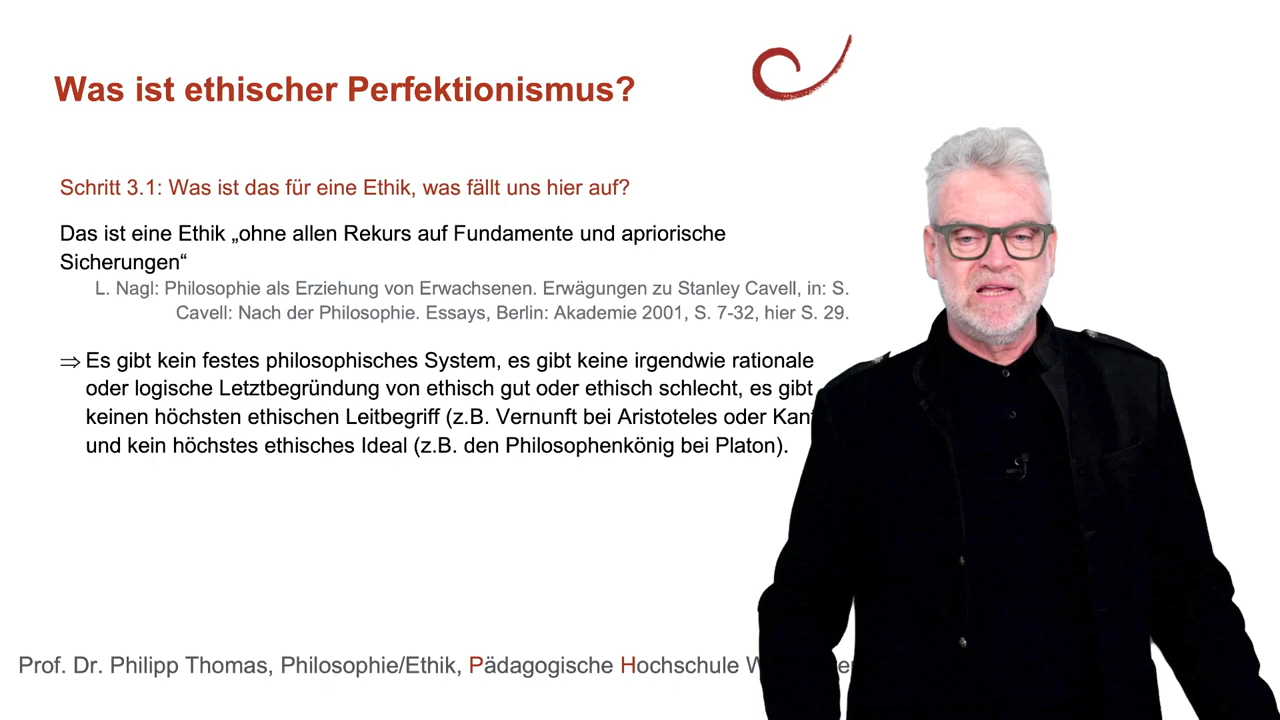 Was ist ethischer Perfektionismus?
Schritt 3.1: Was ist das für eine Ethik, was fällt uns hier auf?
Das ist eine Ethik „ohne allen Rekurs auf Fundamente und apriorische
Sicherungen“
L. Nagl: Philosophie als Erziehung von Erwachsenen. Erwägungen zu Stanley Cavell, in: S.
Cavell: Nach der Philosophie. Essays, Berlin: Akademie 2001, S. 7-32, hier S. 29.
⇒ Es gibt kein festes philosophisches System, es gibt keine irgendwie rationale
oder logische Letztbegründung von ethisch gut oder ethisch schlecht, es gibt
keinen höchsten ethischen Leitbegriff (z.B. Vernunft bei Aristoteles oder
und kein höchstes ethisches Ideal (z.B. den Philosophenkönig bei Platon).
Prof. Dr. Philipp Thomas, Philosophie/Ethik, Pädagogische Hochschule